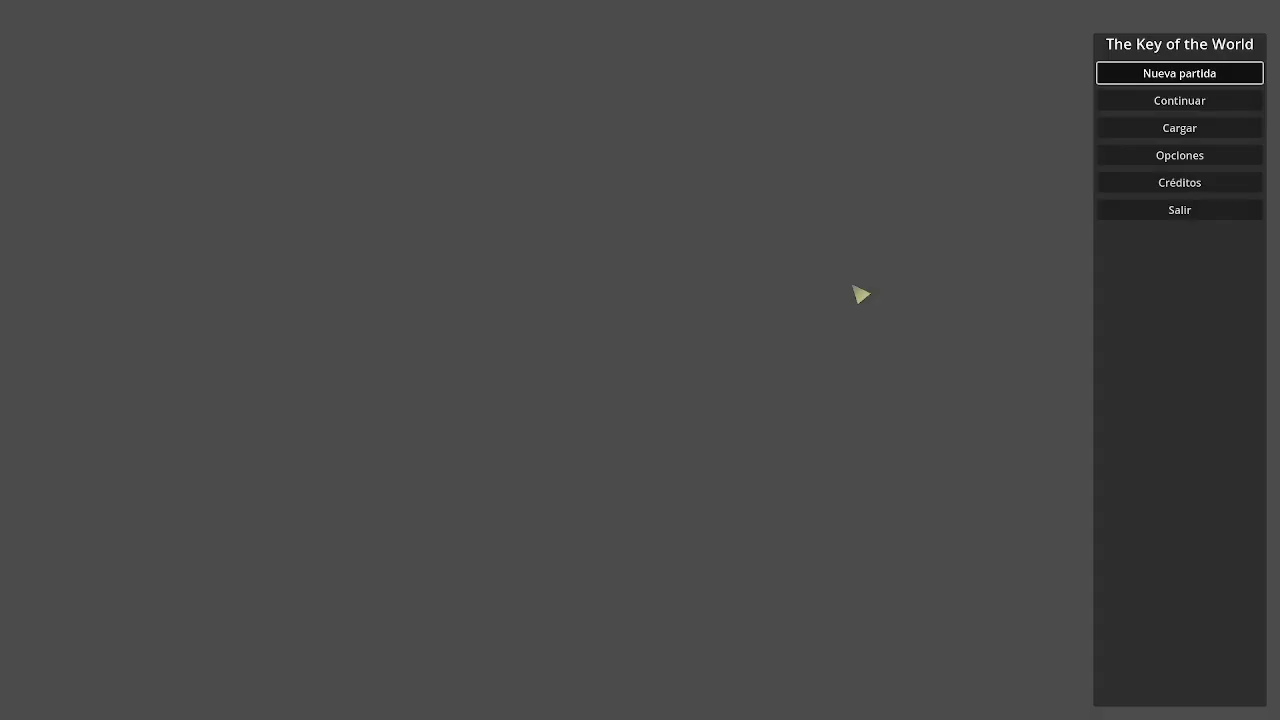 The Key of the World
Nueva partida
Continuar
Cargar
Opciones
Créditos
Salir